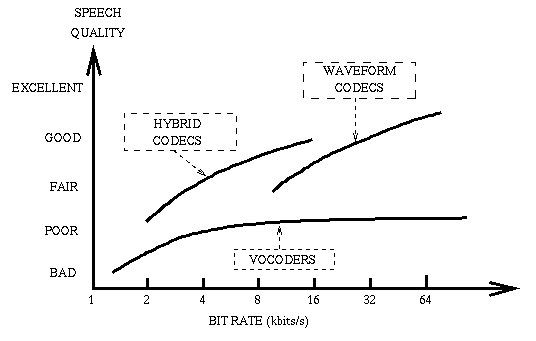 SPEECH
QUALITY
EXCELLENT
WAVEFORM
CODECS
HYBRID
CODECS
GOOD
FAIR
POOR
VOCODERS
BAD
1 2 4 8 16 32 64
BIT RATE (kbits/s)